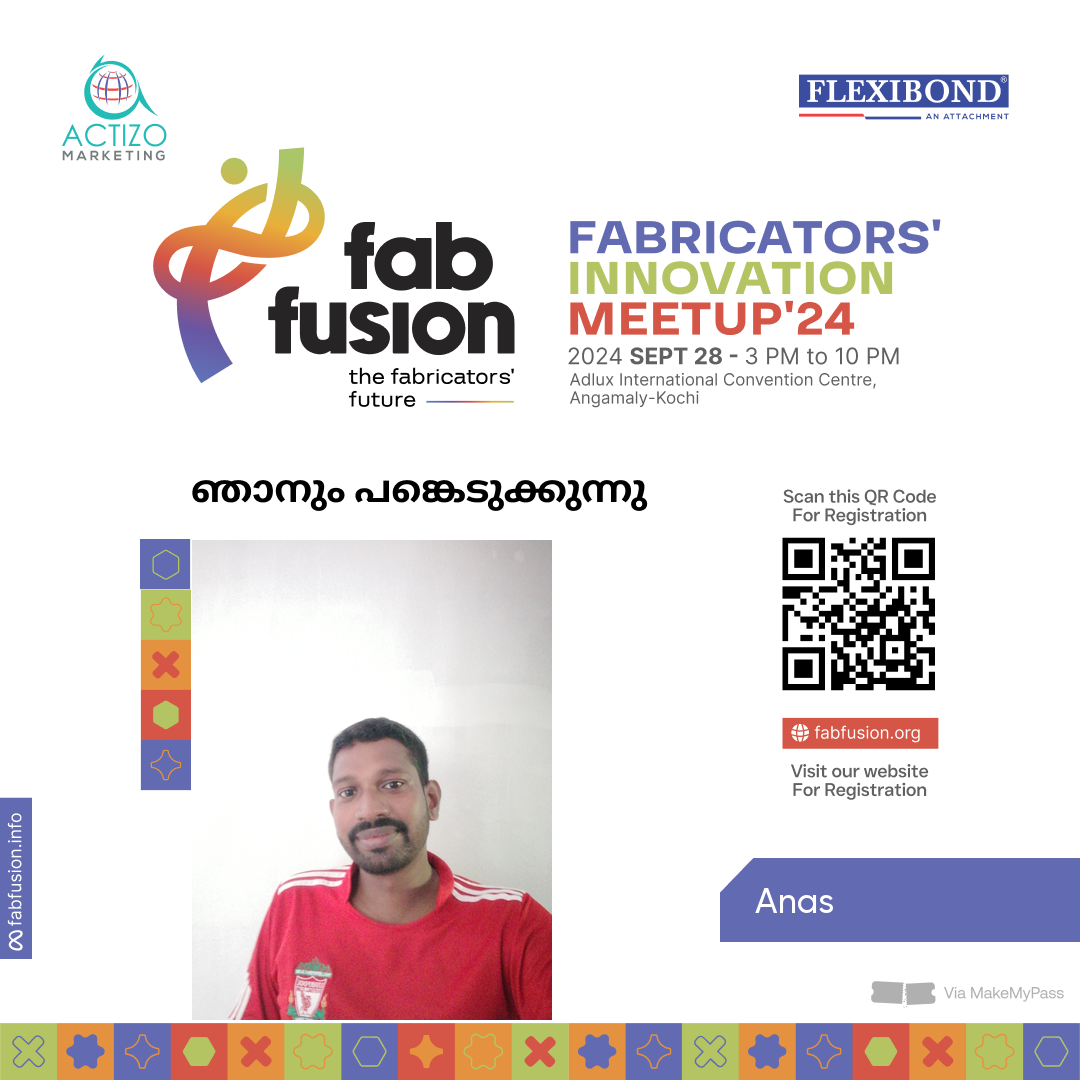 ACTIZO
MARKETING
FLEXIBOND®
AN ATTACHMENT
fab
fusion
the fabricators'
future
FABRICATORS'
INNOVATION
MEETUP'24
2024 SEPT 28 - 3 PM to 10 PM
Adlux International Convention Centre,
Angamaly-Kochi
ഞാനും പങ്കെടുക്കുന്നു
Scan this QR Code
For Registration
fabfusion.org
Visit our website
For Registration
fabfusion.info
Anas
Via MakeMyPass